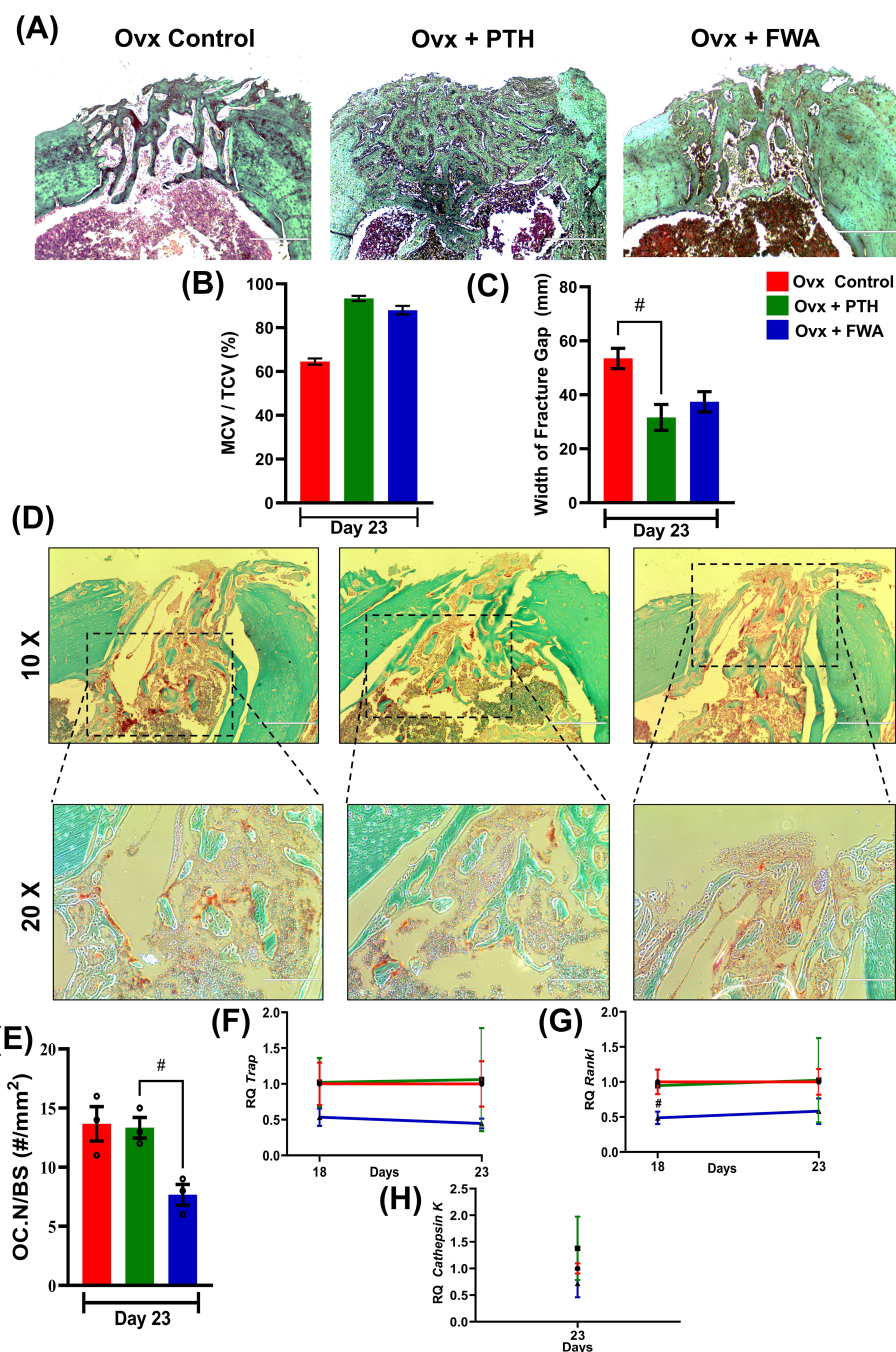 (A)
Ovx Control
Ovx + PTH
Ovx + FWA
(B)
MCV / TCV (%)
100
80
60
40
20
0
Day 23
(C)
Width of Fracture Gap (mm)
80
60
40
20
0
#
Day 23
Ovx Control
Ovx + PTH
Ovx + FWA
(D)
10 X
20 X
(E)
OC.N/BS (#/mm²)
20
15
10
5
0
#
Day 23
(F)
RQ Trap
2.0
1.5
1.0
0.5
0.0
18
Days
23
(G)
RQ Rankl
2.0
1.5
1.0
0.5
0.0
#
18
Days
23
(H)
RQ Cathepsin K
2.5
2.0
1.5
1.0
0.5
0.0
23
Days